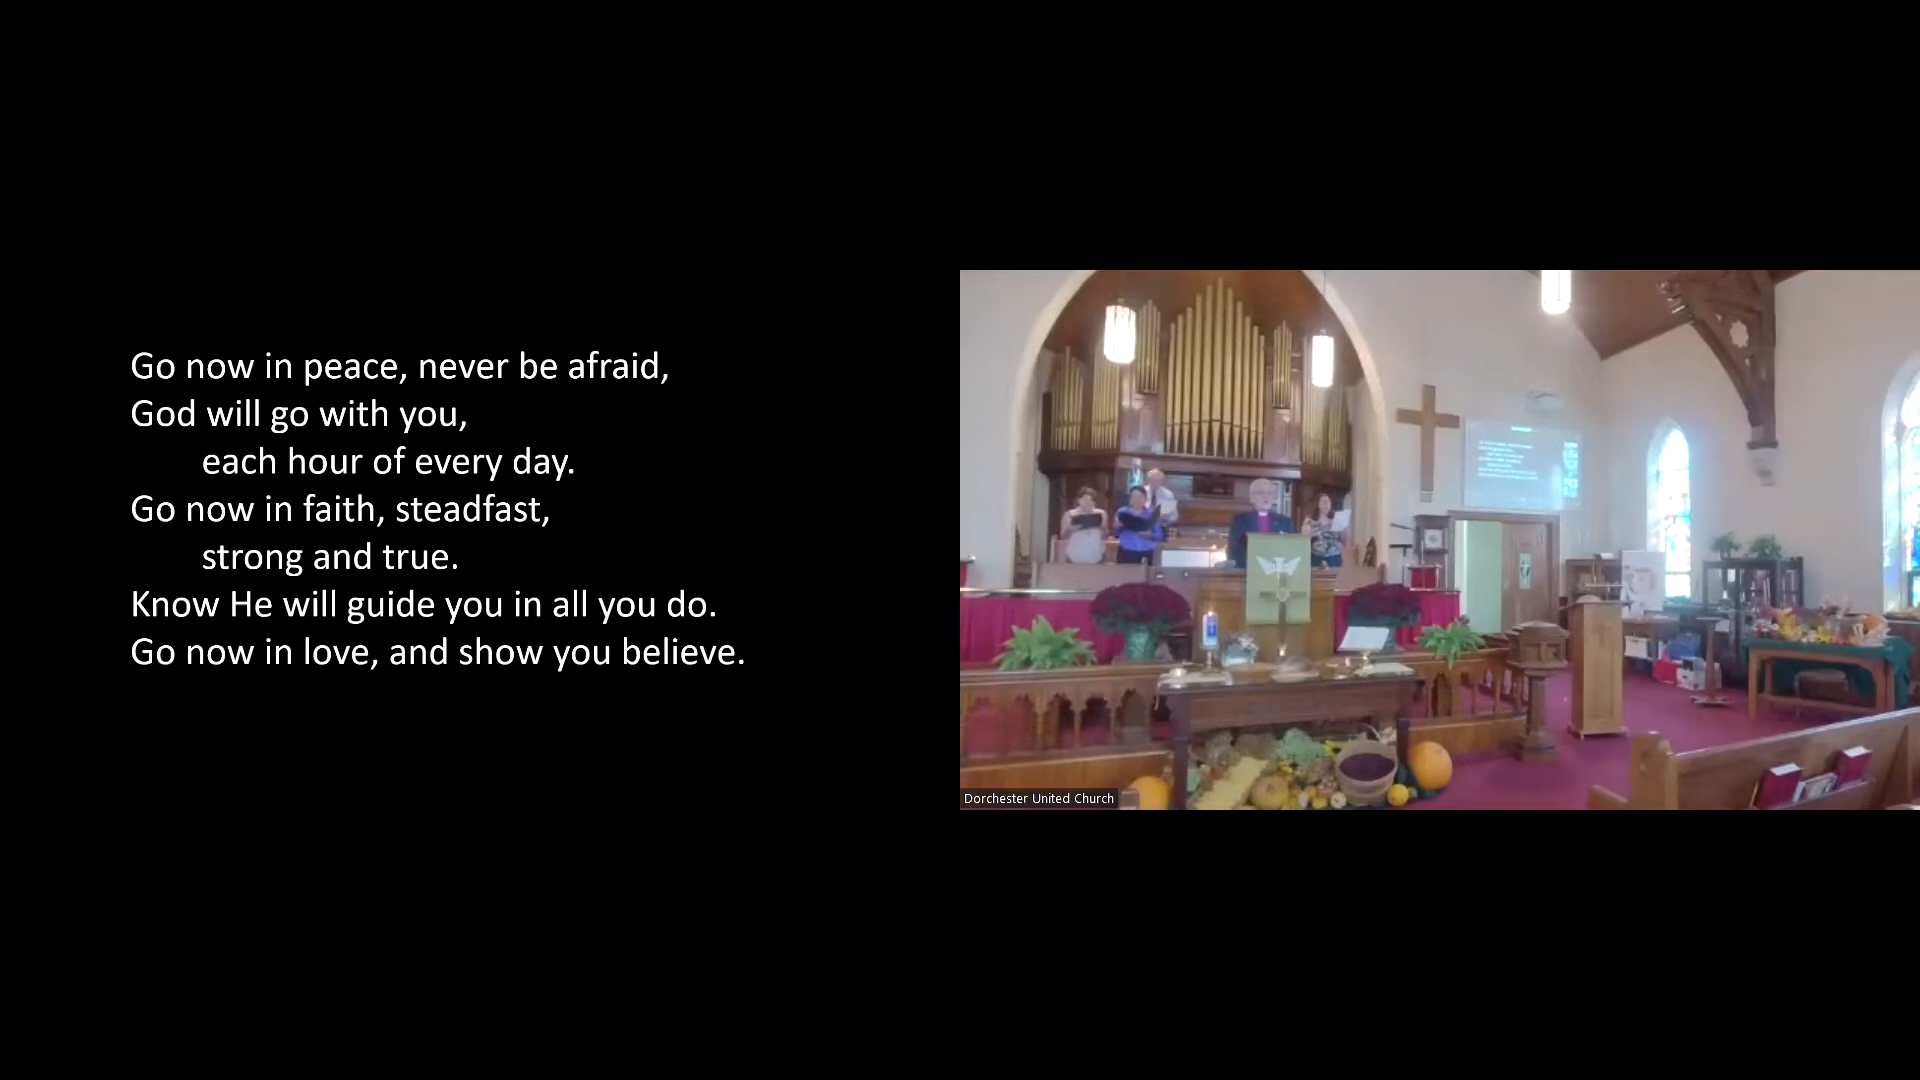 Go now in peace, never be afraid,
God will go with you,
each hour of every day.
Go now in faith, steadfast,
strong and true.
Know He will guide you in all you do.
Go now in love, and show you believe.
Dorchester United Church